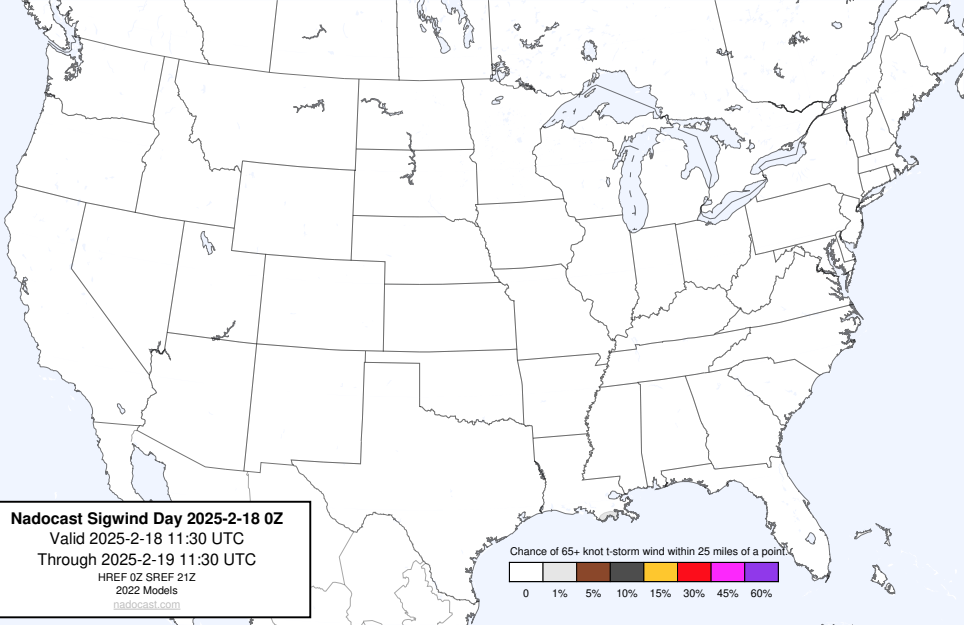 Nadocast Sigwind Day 2025-2-18 0Z
Valid 2025-2-18 11:30 UTC
Through 2025-2-19 11:30 UTC
HREF 0Z SREF 21Z
2022 Models
nadocast.com
Chance of 65+ knot t-storm wind within 25 miles of a point.
0 1% 5% 10% 15% 30% 45% 60%